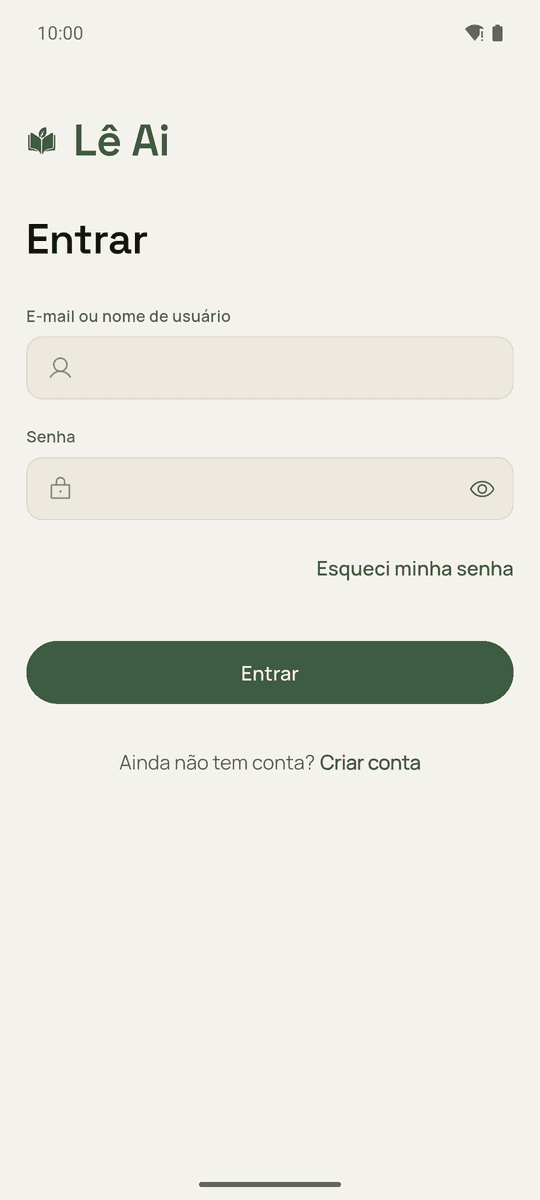 10:00
Lê Ai
Entrar
E-mail ou nome de usuário
Senha
Esqueci minha senha
Entrar
Ainda não tem conta? Criar conta